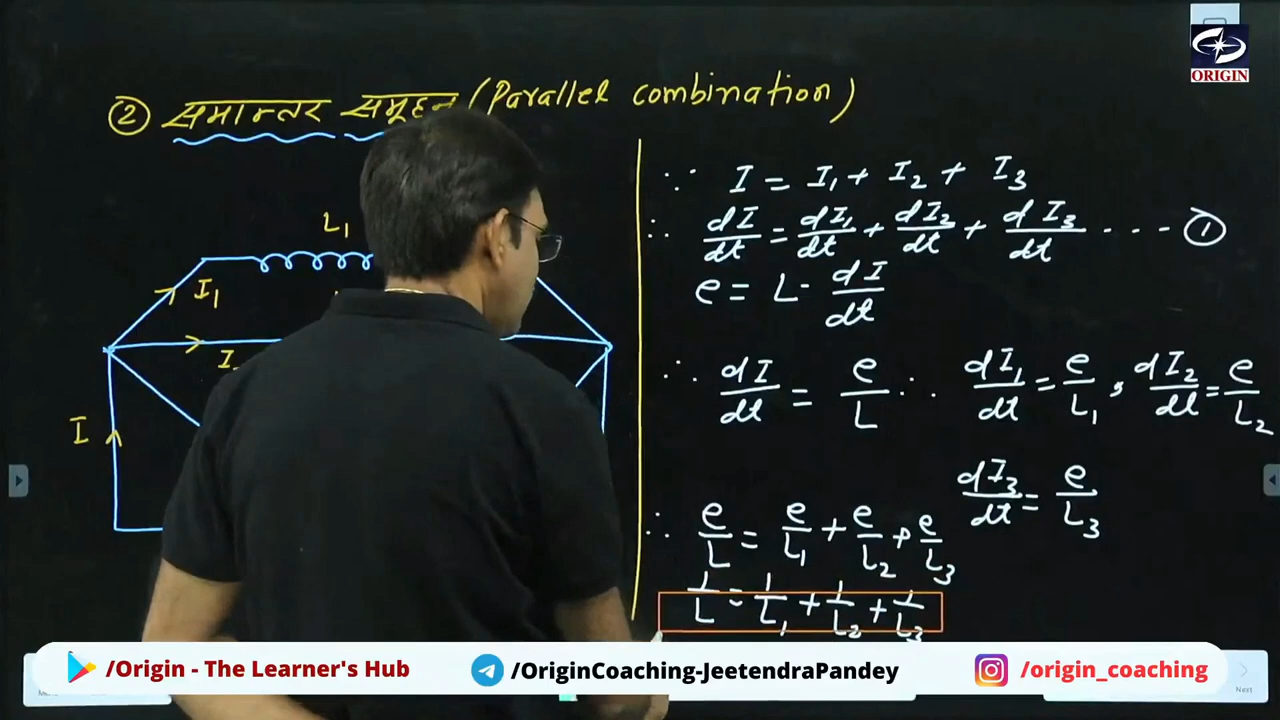 ORIGIN
② समान्तर समूहन (Parallel combination)
∵ I = I₁ + I₂ + I₃
∴ dI/dt = dI₁/dt + dI₂/dt + dI₃/dt ---- ①
e = L · dI/dt
∴ dI/dt = e/L ∴ dI₁/dt = e/L₁ , dI₂/dt = e/L₂
dI₃/dt = e/L₃
∴ e/L = e/L₁ + e/L₂ + e/L₃
1/L = 1/L₁ + 1/L₂ + 1/L₃
L₁
I₁
I
/Origin - The Learner's Hub
/OriginCoaching-JeetendraPandey
/origin_coaching
Next